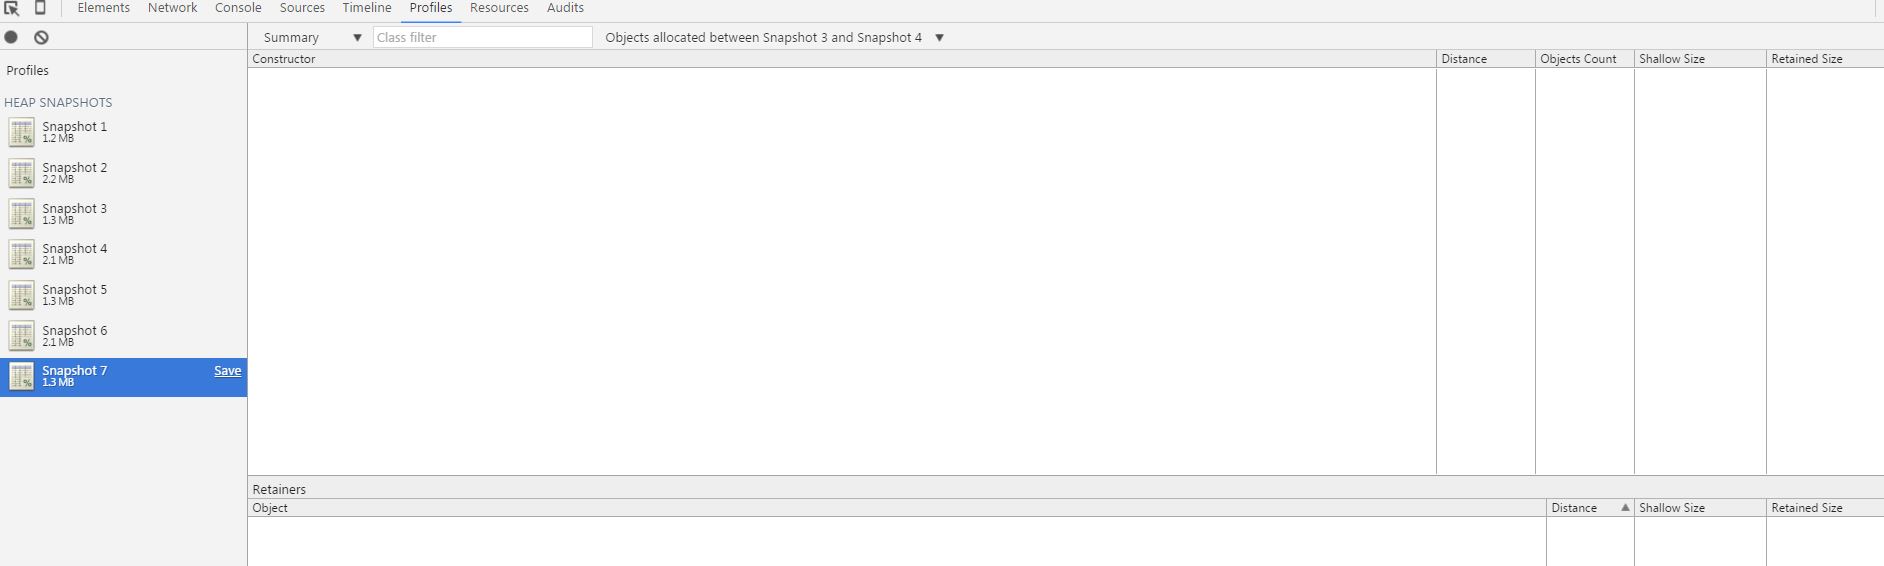 Elements Network Console Sources Timeline Profiles Resources Audits
Summary ▼ Class filter Objects allocated between Snapshot 3 and Snapshot 4 ▼
Profiles
HEAP SNAPSHOTS
Snapshot 1
1.2 MB
Snapshot 2
2.2 MB
Snapshot 3
1.3 MB
Snapshot 4
2.1 MB
Snapshot 5
1.3 MB
Snapshot 6
2.1 MB
Snapshot 7 Save
1.3 MB
Constructor Distance Objects Count Shallow Size Retained Size
Retainers
Object Distance ▲ Shallow Size Retained Size